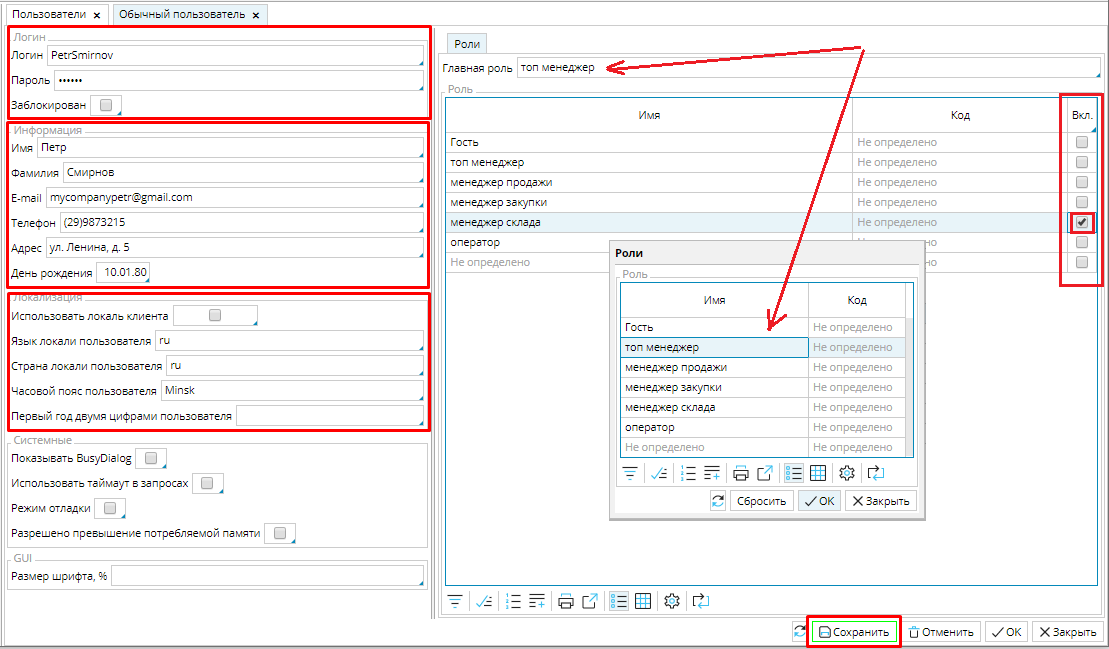 Пользователи ×
Обычный пользователь ×
Логин
Логин PetrSmirnov
Пароль ••••••
Заблокирован
Информация
Имя Петр
Фамилия Смирнов
E-mail mycompanypetr@gmail.com
Телефон (29)9873215
Адрес ул. Ленина, д. 5
День рождения 10.01.80
Локализация
Использовать локаль клиента
Язык локали пользователя ru
Страна локали пользователя ru
Часовой пояс пользователя Minsk
Первый год двумя цифрами пользователя
Системные
Показывать BusyDialog
Использовать таймаут в запросах
Режим отладки
Разрешено превышение потребляемой памяти
GUI
Размер шрифта, %
Роли
Главная роль топ менеджер
Роль
Имя Код Вкл.
Гость Не определено
топ менеджер Не определено
менеджер продажи Не определено
менеджер закупки Не определено
менеджер склада Не определено
оператор
Не определено
Роли
Роль
Имя Код
Гость Не определено
топ менеджер Не определено
менеджер продажи Не определено
менеджер закупки Не определено
менеджер склада Не определено
оператор Не определено
Не определено Не определено
Сбросить OK Закрыть
Сохранить Отменить OK Закрыть